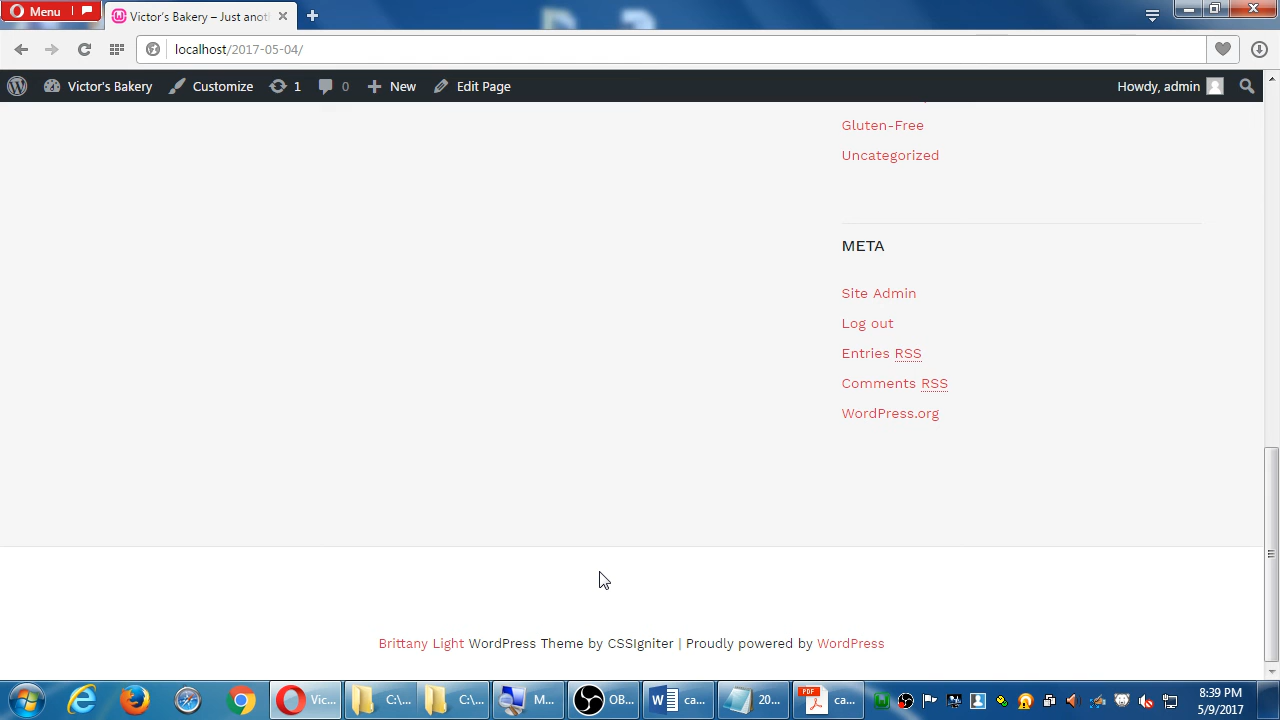 Menu
Victor's Bakery – Just anot
localhost/2017-05-04/
Victor's Bakery Customize 1 0 New Edit Page Howdy, admin
Gluten-Free
Uncategorized
META
Site Admin
Log out
Entries RSS
Comments RSS
WordPress.org
Brittany Light WordPress Theme by CSSIgniter | Proudly powered by WordPress
Vic... C:\... C:\... M... OB... ca... 20... PDF ca... 8:39 PM
5/9/2017